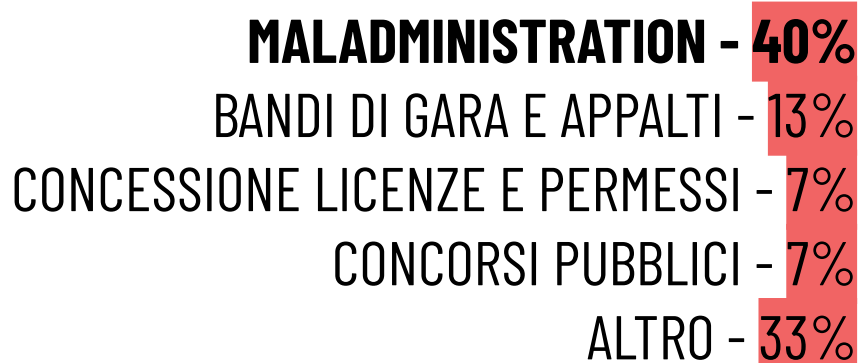 MALADMINISTRATION - 40%
BANDI DI GARA E APPALTI - 13%
CONCESSIONE LICENZE E PERMESSI - 7%
CONCORSI PUBBLICI - 7%
ALTRO - 33%